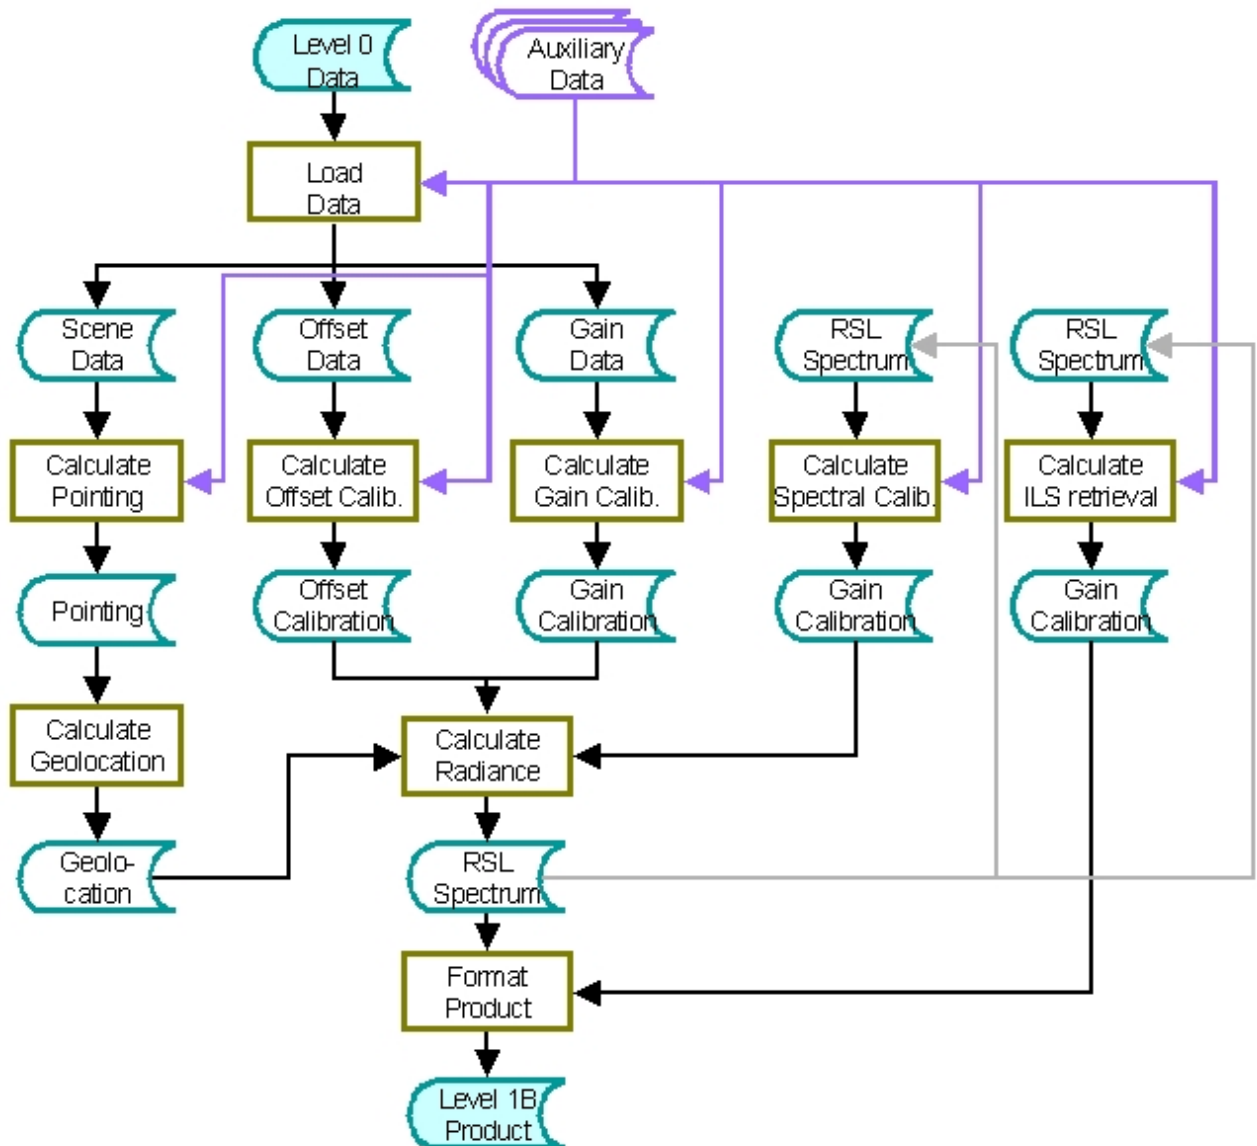 Level 0
Data
Auxiliary
Data
Load
Data
Scene
Data
Offset
Data
Gain
Data
RSL
Spectrum
RSL
Spectrum
Calculate
Pointing
Calculate
Offset Calib.
Calculate
Gain Calib.
Calculate
Spectral Calib.
Calculate
ILS retrieval
Pointing
Offset
Calibration
Gain
Calibration
Gain
Calibration
Gain
Calibration
Calculate
Geolocation
Calculate
Radiance
Geolo-
cation
RSL
Spectrum
Format
Product
Level 1B
Product